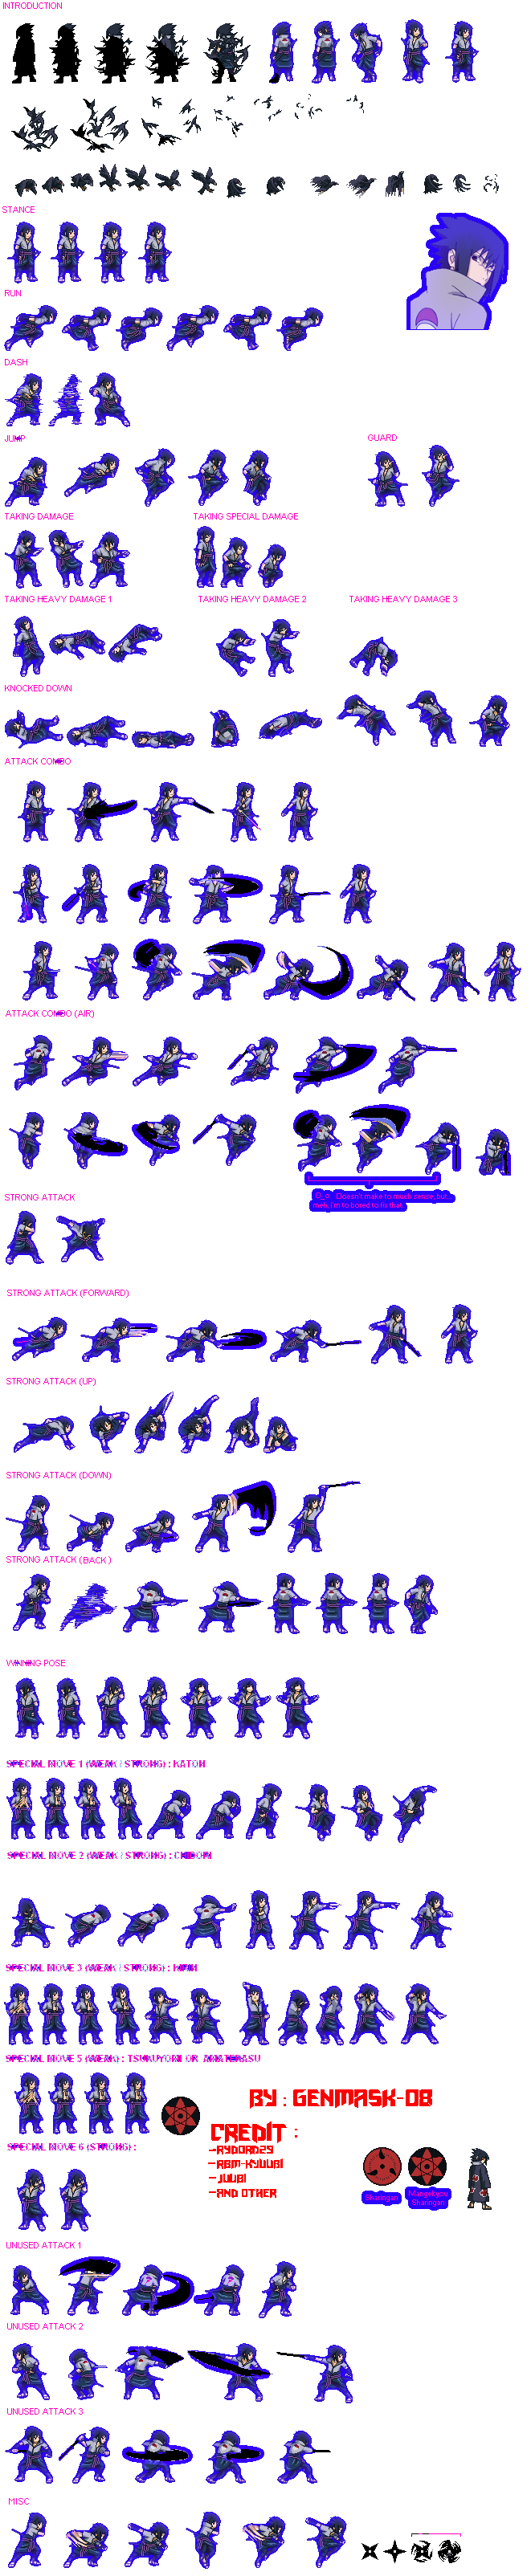 INTRODUCTION
STANCE
RUN
DASH
JUMP
GUARD
TAKING DAMAGE
TAKING SPECIAL DAMAGE
TAKING HEAVY DAMAGE 1
TAKING HEAVY DAMAGE 2
TAKING HEAVY DAMAGE 3
KNOCKED DOWN
ATTACK COMBO
ATTACK COMBO (AIR)
O_o Doesn't make to much sense, but...
meh, i'm to bored to fix that.
STRONG ATTACK
STRONG ATTACK (FORWARD)
STRONG ATTACK (UP)
STRONG ATTACK (DOWN)
STRONG ATTACK (BACK)
WINNING POSE
SPECIAL MOVE 1 (WEAK / STRONG) : KATON
SPECIAL MOVE 2 (WEAK / STRONG) : CHIDORI
SPECIAL MOVE 3 (WEAK / STRONG) :
SPECIAL MOVE 5 (WEAK) : TSUKUYOMI OR AMATERASU
BY : GENMASK-08
CREDIT :
-RYDORD29
-ABM-KYUUBI
-JUUBI
-AND OTHER
SPECIAL MOVE 6 (STRONG) :
Sharingan
Mangekyou
Sharingan
UNUSED ATTACK 1
UNUSED ATTACK 2
UNUSED ATTACK 3
MISC